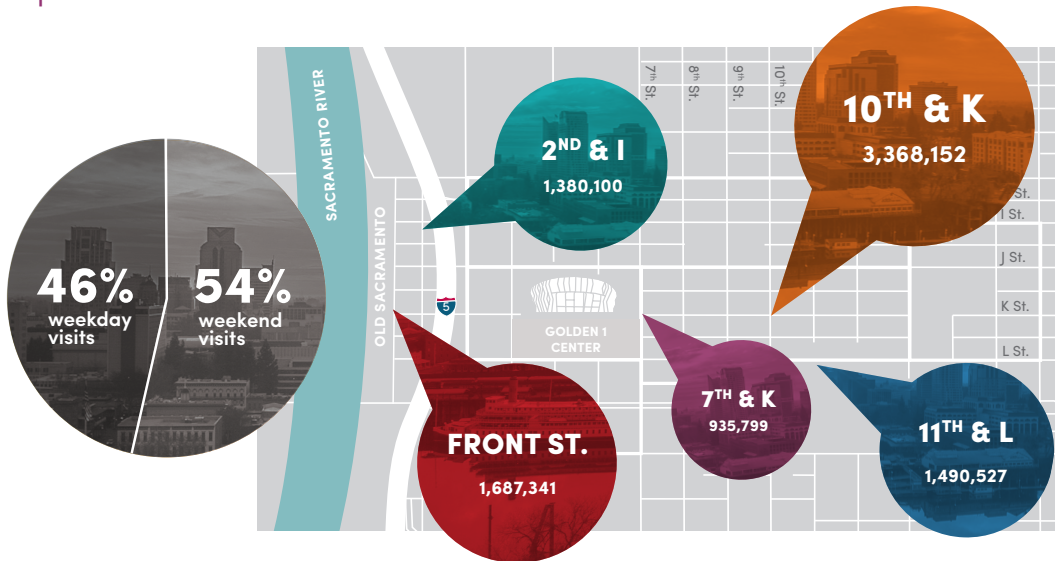 46%
weekday
visits
54%
weekend
visits
SACRAMENTO RIVER
OLD SACRAMENTO
5
2ND & I
1,380,100
7th St.
8th St.
9th St.
10th St.
10TH & K
3,368,152
St.
I St.
J St.
K St.
L St.
GOLDEN 1
CENTER
FRONT ST.
1,687,341
7TH & K
935,799
11TH & L
1,490,527